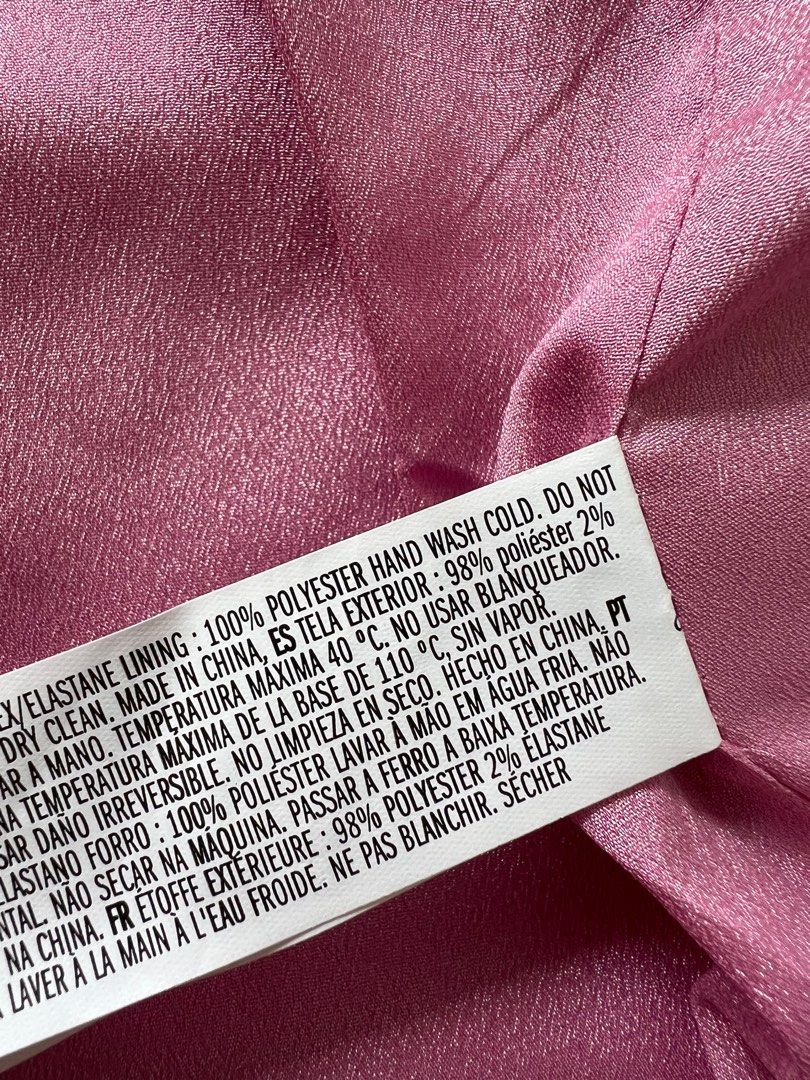 EX/ELASTANE LINING : 100% POLYESTER HAND WASH COLD. DO NOT
DRY CLEAN. MADE IN CHINA, ES TELA EXTERIOR : 98% poliéster 2%
AR A MANO. TEMPERATURA MÁXIMA 40 °C. NO USAR BLANQUEADOR.
NA TEMPERATURA MÁXIMA DE LA BASE DE 110 °C, SIN VAPOR.
SAR DAÑO IRREVERSIBLE. NO LIMPIEZA EN SECO. HECHO EN CHINA, PT
ELASTANO FORRO : 100% POLIÉSTER LAVAR À MÃO EM ÁGUA FRIA. NÃO
NTAL. NÃO SECAR NA MÁQUINA. PASSAR A FERRO A BAIXA TEMPERATURA.
NA CHINA, FR ÉTOFFE EXTÉRIEURE : 98% POLYESTER 2% ÉLASTANE
LAVER À LA MAIN À L'EAU FROIDE. NE PAS BLANCHIR. SÉCHER